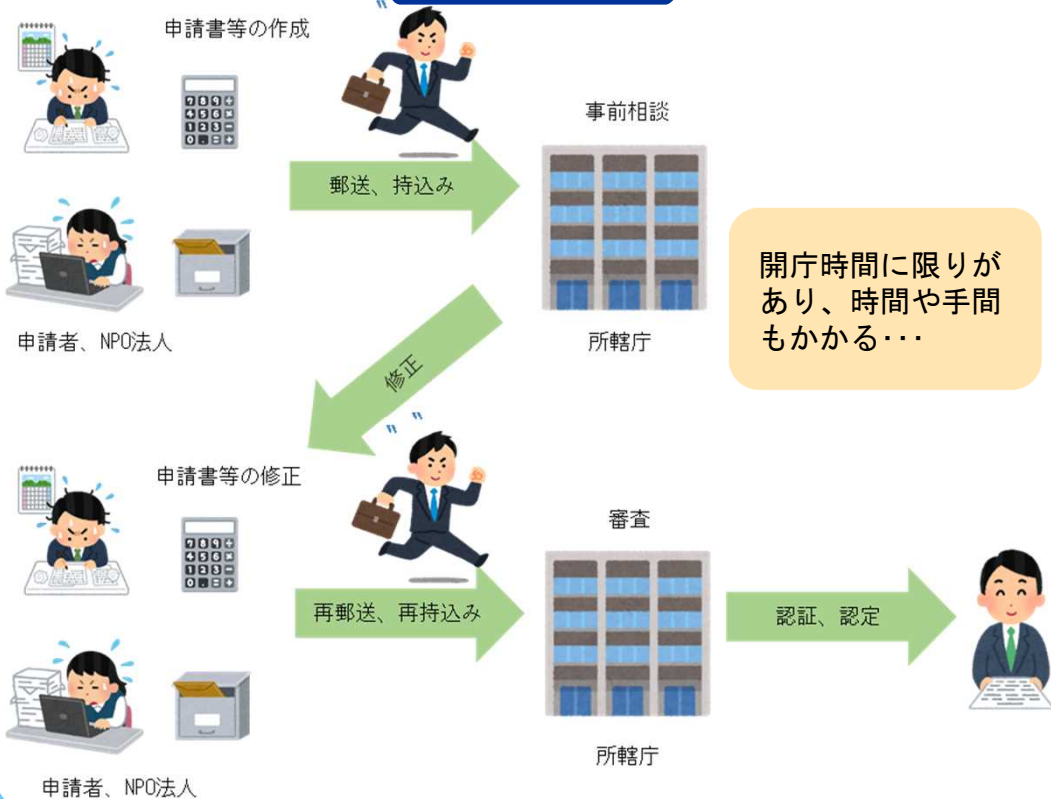 申請書等の作成
事前相談
郵送、持込み
開庁時間に限りが
あり、時間や手間
もかかる･･･
申請者、NPO法人
所轄庁
修正
申請書等の修正
審査
再郵送、再持込み
認証、認定
所轄庁
申請者、NPO法人